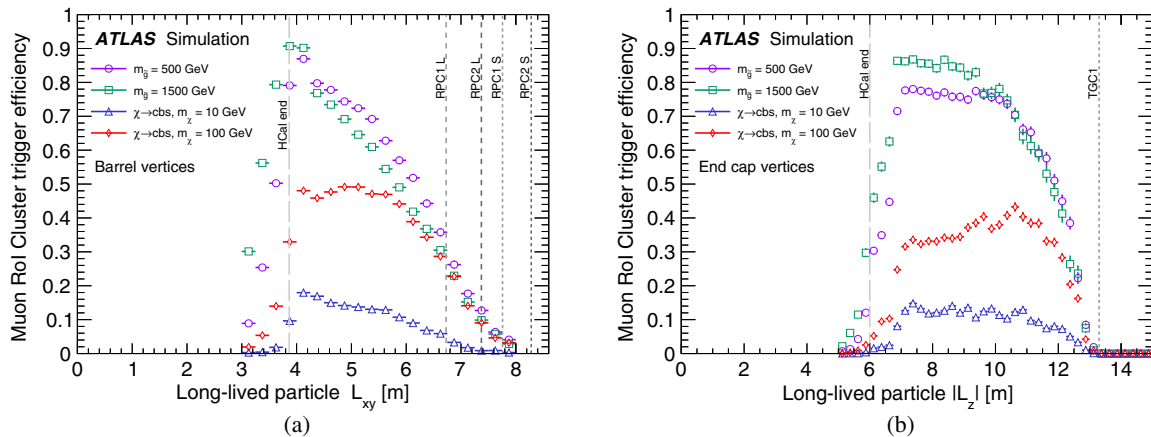 ATLAS Simulation
m_g = 500 GeV
m_g = 1500 GeV
χ→cbs, m_χ = 10 GeV
χ→cbs, m_χ = 100 GeV
Barrel vertices
HCal end
RPC1 L
RPC2 L
RPC1 S
RPC2 S
Muon RoI Cluster trigger efficiency
1
0.9
0.8
0.7
0.6
0.5
0.4
0.3
0.2
0.1
0
0 1 2 3 4 5 6 7 8
Long-lived particle L_xy [m]
(a)
ATLAS Simulation
m_g = 500 GeV
m_g = 1500 GeV
χ→cbs, m_χ = 10 GeV
χ→cbs, m_χ = 100 GeV
End cap vertices
HCal end
TGC1
Muon RoI Cluster trigger efficiency
1
0.9
0.8
0.7
0.6
0.5
0.4
0.3
0.2
0.1
0
0 2 4 6 8 10 12 14
Long-lived particle |L_z| [m]
(b)